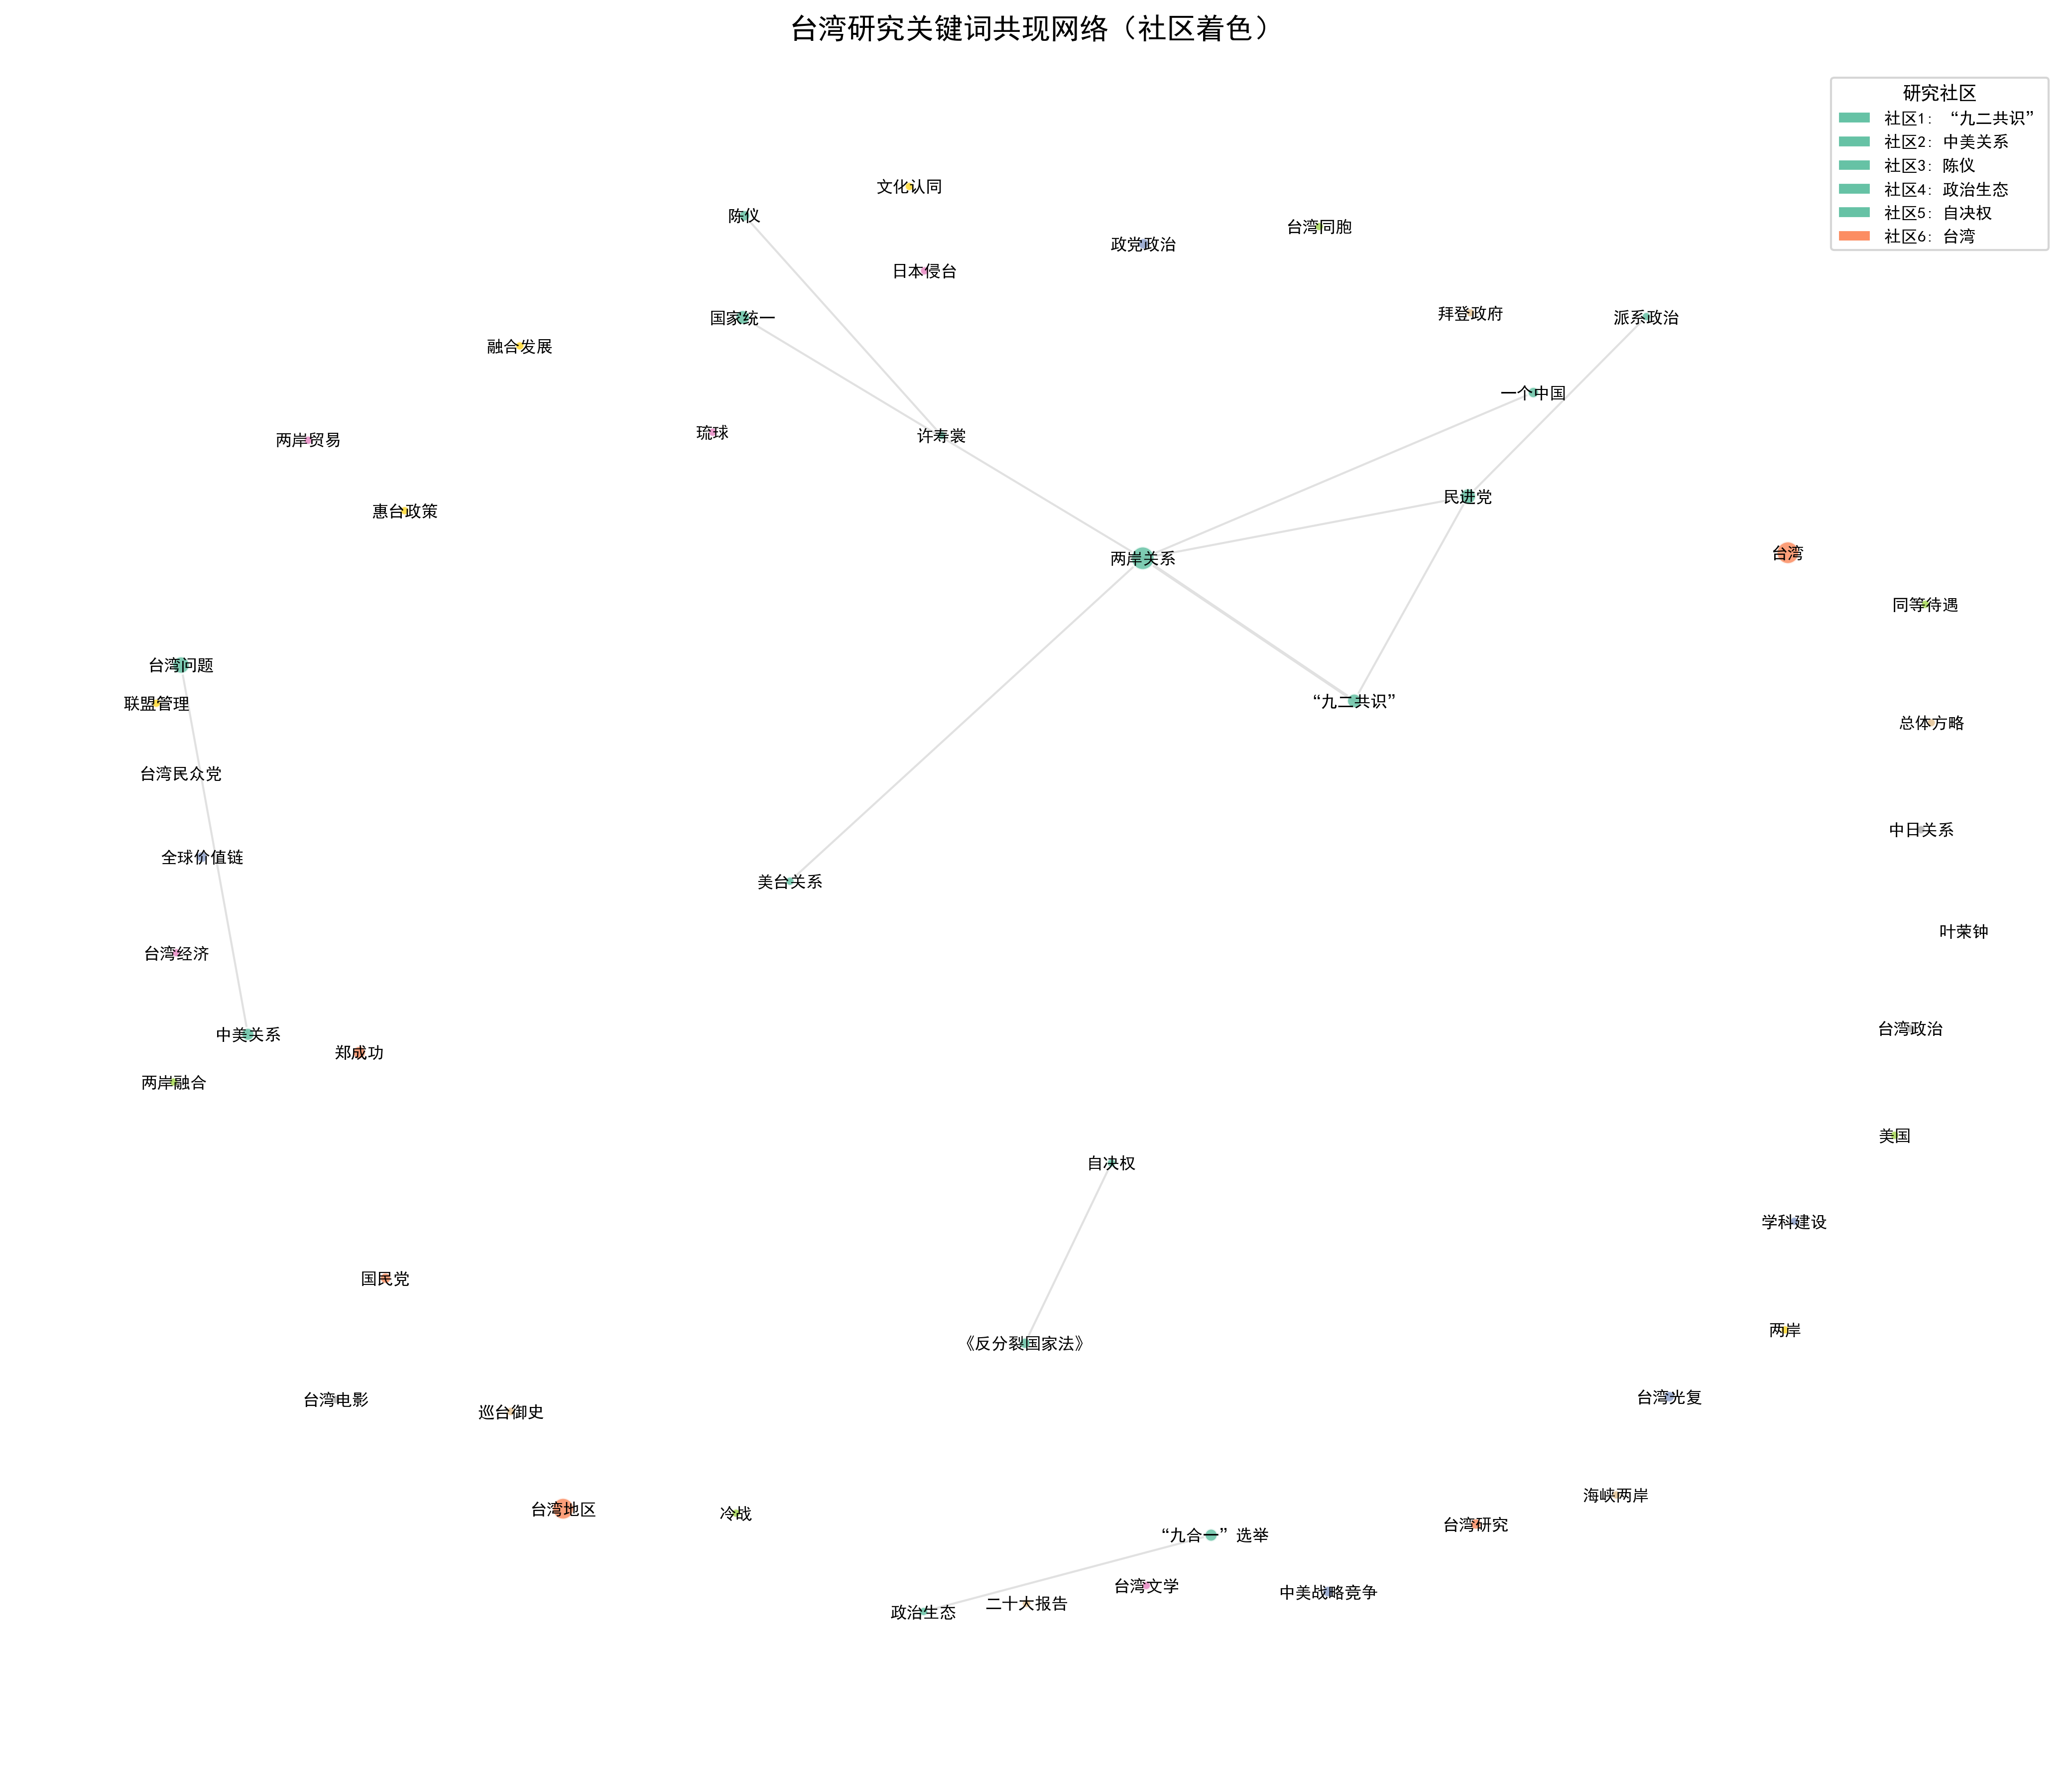 台湾研究关键词共现网络（社区着色）
研究社区
社区1: “九二共识”
社区2: 中美关系
社区3: 陈仪
社区4: 政治生态
社区5: 自决权
社区6: 台湾
文化认同
陈仪
台湾同胞
政党政治
日本侵台
拜登政府
国家统一
派系政治
融合发展
一个中国
琉球
许寿裳
两岸贸易
民进党
惠台政策
台湾
两岸关系
同等待遇
台湾问题
“九二共识”
联盟管理
总体方略
台湾民众党
中日关系
全球价值链
美台关系
叶荣钟
台湾经济
台湾政治
中美关系
郑成功
两岸融合
美国
自决权
学科建设
国民党
两岸
《反分裂国家法》
台湾光复
台湾电影
巡台御史
海峡两岸
台湾地区
冷战
台湾研究
“九合一”选举
台湾文学
中美战略竞争
二十大报告
政治生态